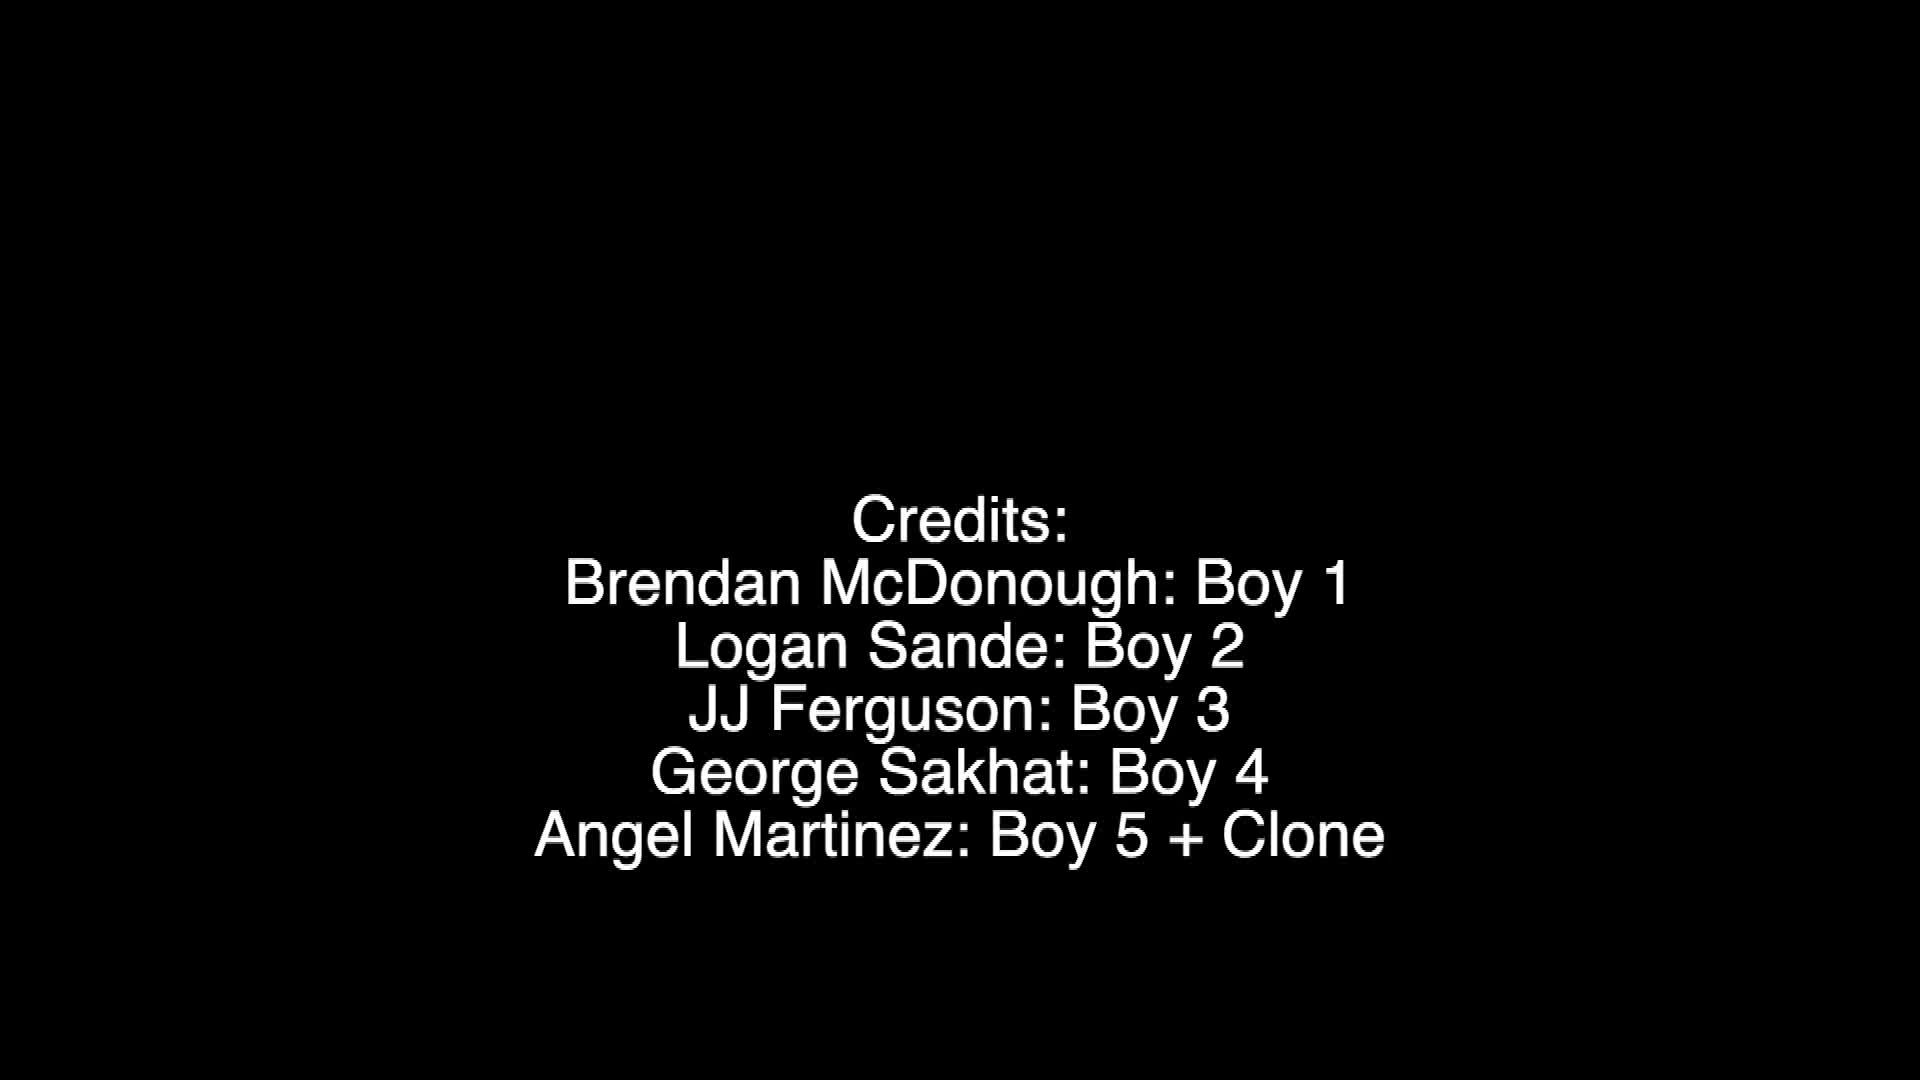 Credits:
Brendan McDonough: Boy 1
Logan Sande: Boy 2
JJ Ferguson: Boy 3
George Sakhat: Boy 4
Angel Martinez: Boy 5 + Clone